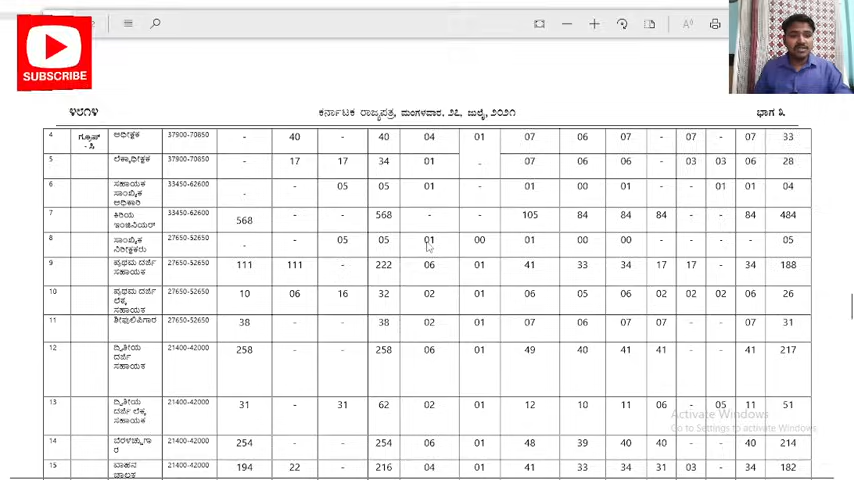 SUBSCRIBE
೪೮೧೪ ಕರ್ನಾಟಕ ರಾಜ್ಯಪತ್ರ, ಮಂಗಳವಾರ, ೨೭, ಜುಲೈ, ೨೦೨೧ ಭಾಗ ೩
4 ಗ್ರೂಪ್ ಅಧೀಕ್ಷಕ 37900-70850 - 40 - 40 04 01 07 06 07 - 07 - 07 33
- ಸಿ
5 ಲೆಕ್ಕಾಧೀಕ್ಷಕ 37900-70850 - 17 17 34 01 - 07 06 06 - 03 03 06 28
6 ಸಹಾಯಕ 33450-62600 - - 05 05 01 - 01 00 01 - - 01 01 04
ಸಾಂಖ್ಯಿಕ
ಅಧಿಕಾರಿ
7 ಕಿರಿಯ 33450-62600 568 - - 568 - - 105 84 84 84 - - 84 484
ಇಂಜಿನಿಯರ್
8 ಸಾಂಖ್ಯಿಕ 27650-52650 - - 05 05 01 00 01 00 00 - - - - 05
ನಿರೀಕ್ಷಕರು
9 ಪ್ರಥಮ ದರ್ಜೆ 27650-52650 111 111 - 222 06 01 41 33 34 17 17 - 34 188
ಸಹಾಯಕ
10 ಪ್ರಥಮ ದರ್ಜೆ 27650-52650 10 06 16 32 02 01 06 05 06 02 02 02 06 26
ಲೆಕ್ಕ
ಸಹಾಯಕ
11 ಶೀಘ್ರಲಿಪಿಗಾರ 27650-52650 38 - - 38 02 01 07 06 07 07 - - 07 31
12 ದ್ವಿತೀಯ 21400-42000 258 - - 258 06 01 49 40 41 41 - - 41 217
ದರ್ಜೆ
ಸಹಾಯಕ
13 ದ್ವಿತೀಯ 21400-42000 31 - 31 62 02 01 12 10 11 06 - 05 11 51
ದರ್ಜೆ ಲೆಕ್ಕ
ಸಹಾಯಕ
Activate Windows
Go to Settings to activate Windows.
14 ಬೆರಳಚ್ಚುಗಾ 21400-42000 254 - - 254 06 01 48 39 40 40 - - 40 214
ರ
15 ವಾಹನ 21400-42000 194 22 - 216 04 01 41 33 34 31 03 - 34 182
ಚಾಲಕ